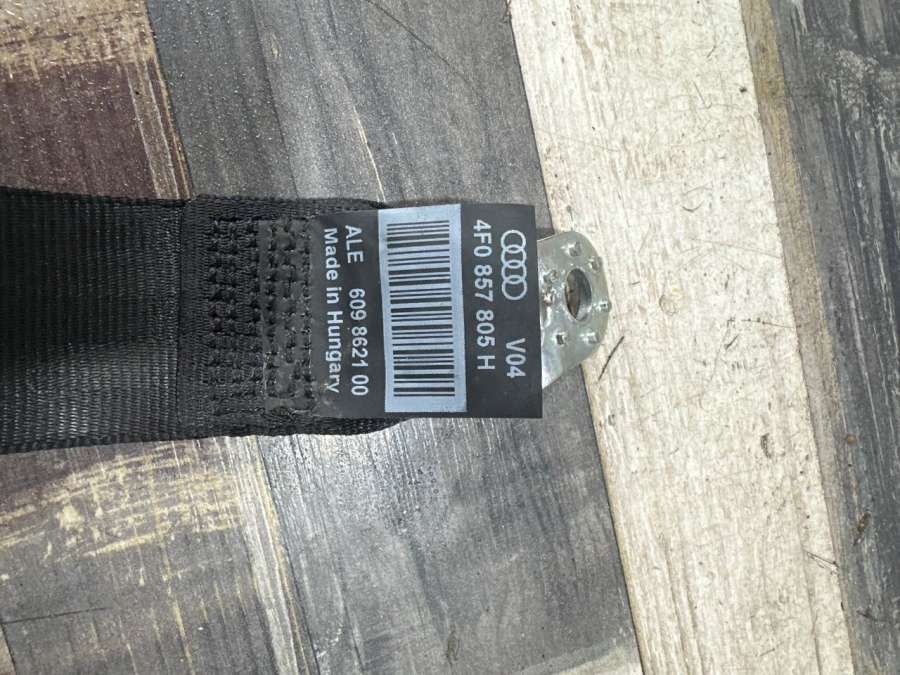 V04
4F0 857 805 H
ALE 609 8621 00
Made in Hungary